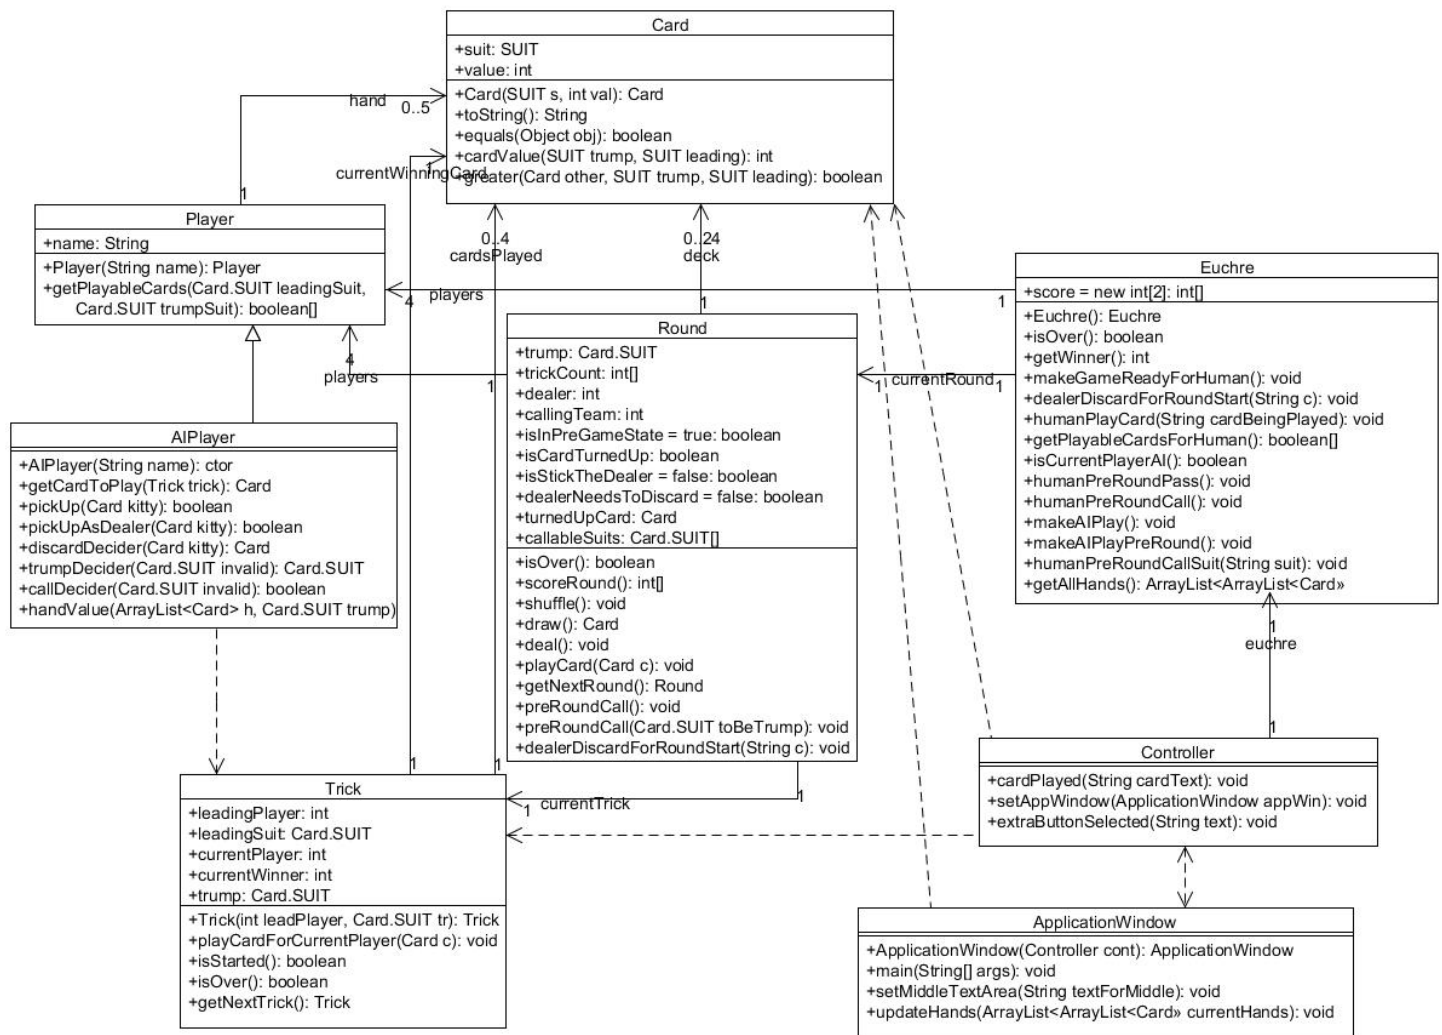 Card
+suit: SUIT
+value: int
+Card(SUIT s, int val): Card
+toString(): String
+equals(Object obj): boolean
+cardValue(SUIT trump, SUIT leading): int
+greater(Card other, SUIT trump, SUIT leading): boolean
hand
0..5
currentWinningCard
1
1
Player
+name: String
+Player(String name): Player
+getPlayableCards(Card.SUIT leadingSuit,
Card.SUIT trumpSuit): boolean[]
0..4
cardsPlayed
0..24
deck
4
players
1
1
4
players
1
Round
+trump: Card.SUIT
+trickCount: int[]
+dealer: int
+callingTeam: int
+isInPreGameState = true: boolean
+isCardTurnedUp: boolean
+isStickTheDealer = false: boolean
+dealerNeedsToDiscard = false: boolean
+turnedUpCard: Card
+callableSuits: Card.SUIT[]
+isOver(): boolean
+scoreRound(): int[]
+shuffle(): void
+draw(): Card
+deal(): void
+playCard(Card c): void
+getNextRound(): Round
+preRoundCall(): void
+preRoundCall(Card.SUIT toBeTrump): void
+dealerDiscardForRoundStart(String c): void
1
currentRound
1
Euchre
+score = new int[2]: int[]
+Euchre(): Euchre
+isOver(): boolean
+getWinner(): int
+makeGameReadyForHuman(): void
+dealerDiscardForRoundStart(String c): void
+humanPlayCard(String cardBeingPlayed): void
+getPlayableCardsForHuman(): boolean[]
+isCurrentPlayerAI(): boolean
+humanPreRoundPass(): void
+humanPreRoundCall(): void
+makeAIPlay(): void
+makeAIPlayPreRound(): void
+humanPreRoundCallSuit(String suit): void
+getAllHands(): ArrayList<ArrayList<Card»
1
euchre
1
AIPlayer
+AIPlayer(String name): ctor
+getCardToPlay(Trick trick): Card
+pickUp(Card kitty): boolean
+pickUpAsDealer(Card kitty): boolean
+discardDecider(Card kitty): Card
+trumpDecider(Card.SUIT invalid): Card.SUIT
+callDecider(Card.SUIT invalid): boolean
+handValue(ArrayList<Card> h, Card.SUIT trump)
1
1
Trick
+leadingPlayer: int
+leadingSuit: Card.SUIT
+currentPlayer: int
+currentWinner: int
+trump: Card.SUIT
+Trick(int leadPlayer, Card.SUIT tr): Trick
+playCardForCurrentPlayer(Card c): void
+isStarted(): boolean
+isOver(): boolean
+getNextTrick(): Trick
1
currentTrick
1
Controller
+cardPlayed(String cardText): void
+setAppWindow(ApplicationWindow appWin): void
+extraButtonSelected(String text): void
ApplicationWindow
+ApplicationWindow(Controller cont): ApplicationWindow
+main(String[] args): void
+setMiddleTextArea(String textForMiddle): void
+updateHands(ArrayList<ArrayList<Card» currentHands): void